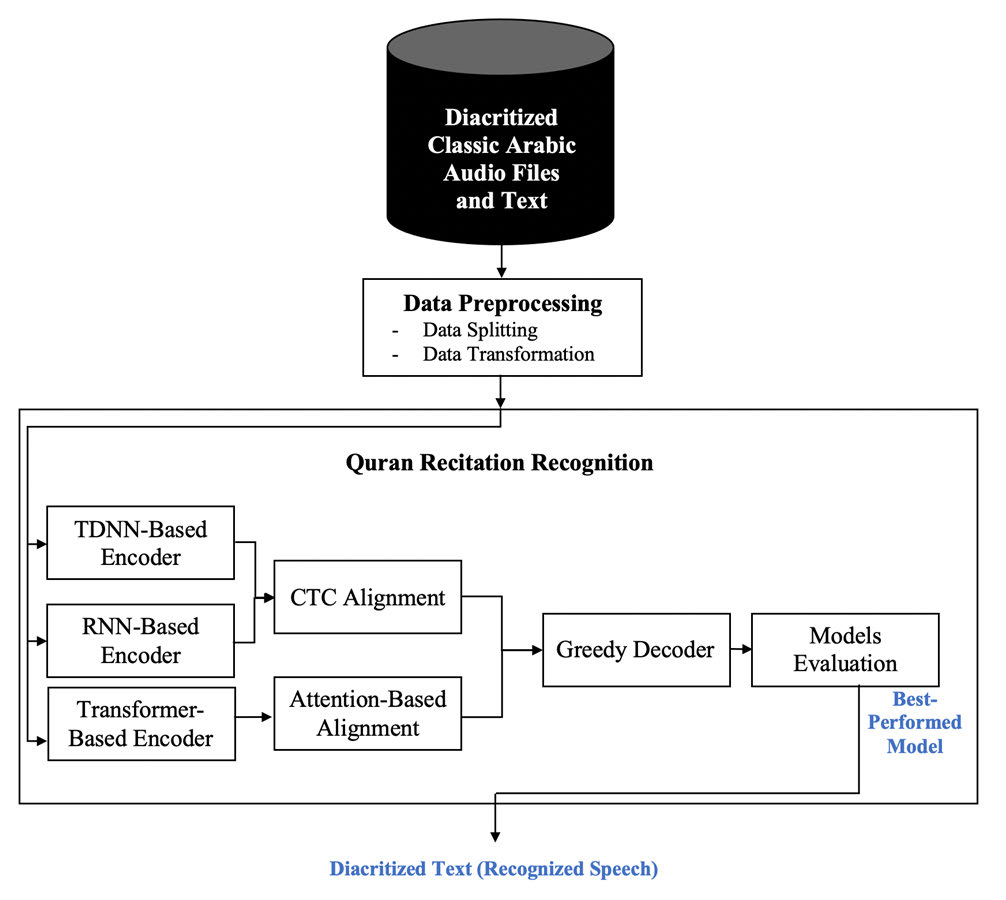 Diacritized
Classic Arabic
Audio Files
and Text
Data Preprocessing
- Data Splitting
- Data Transformation
Quran Recitation Recognition
TDNN-Based
Encoder
RNN-Based
Encoder
Transformer-
Based Encoder
CTC Alignment
Attention-Based
Alignment
Greedy Decoder
Models
Evaluation
Best-
Performed
Model
Diacritized Text (Recognized Speech)